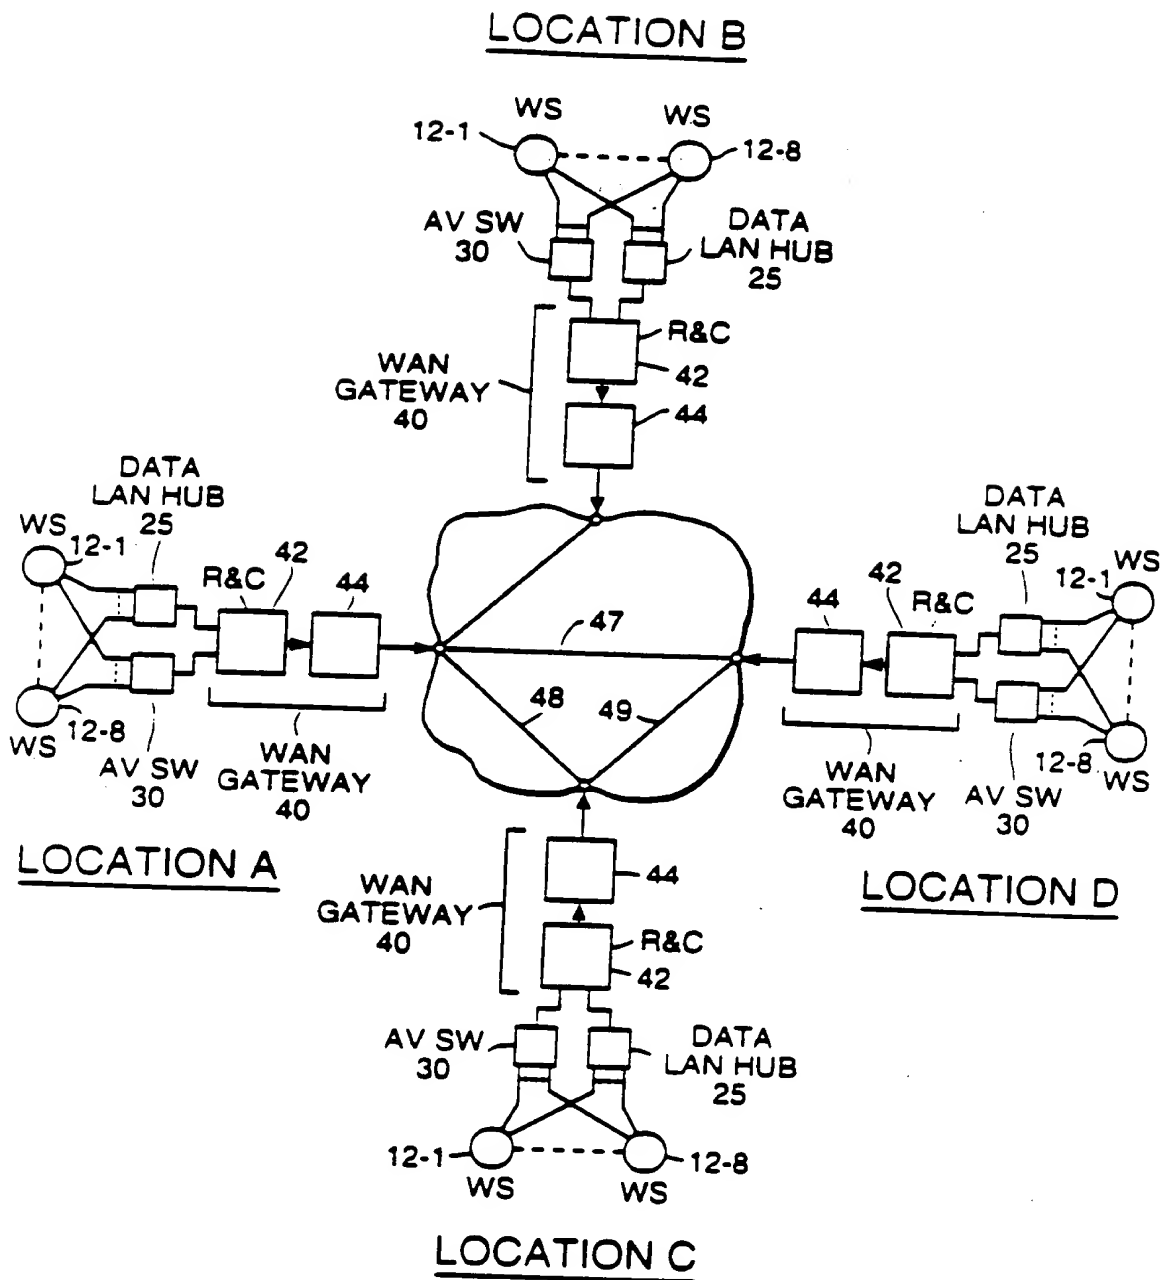 LOCATION B
WS
WS
12-1
12-8
AV SW
30
DATA
LAN HUB
25
R&C
42
WAN
GATEWAY
40
44
DATA
LAN HUB
25
WS
12-1
42
R&C
44
WS
12-8
AV SW
30
WAN
GATEWAY
40
LOCATION A
47
48
49
DATA
LAN HUB
25
WS
12-1
42
R&C
44
12-8
WS
WAN
GATEWAY
40
AV SW
30
LOCATION D
44
WAN
GATEWAY
40
R&C
42
AV SW
30
DATA
LAN HUB
25
12-1
12-8
WS
WS
LOCATION C